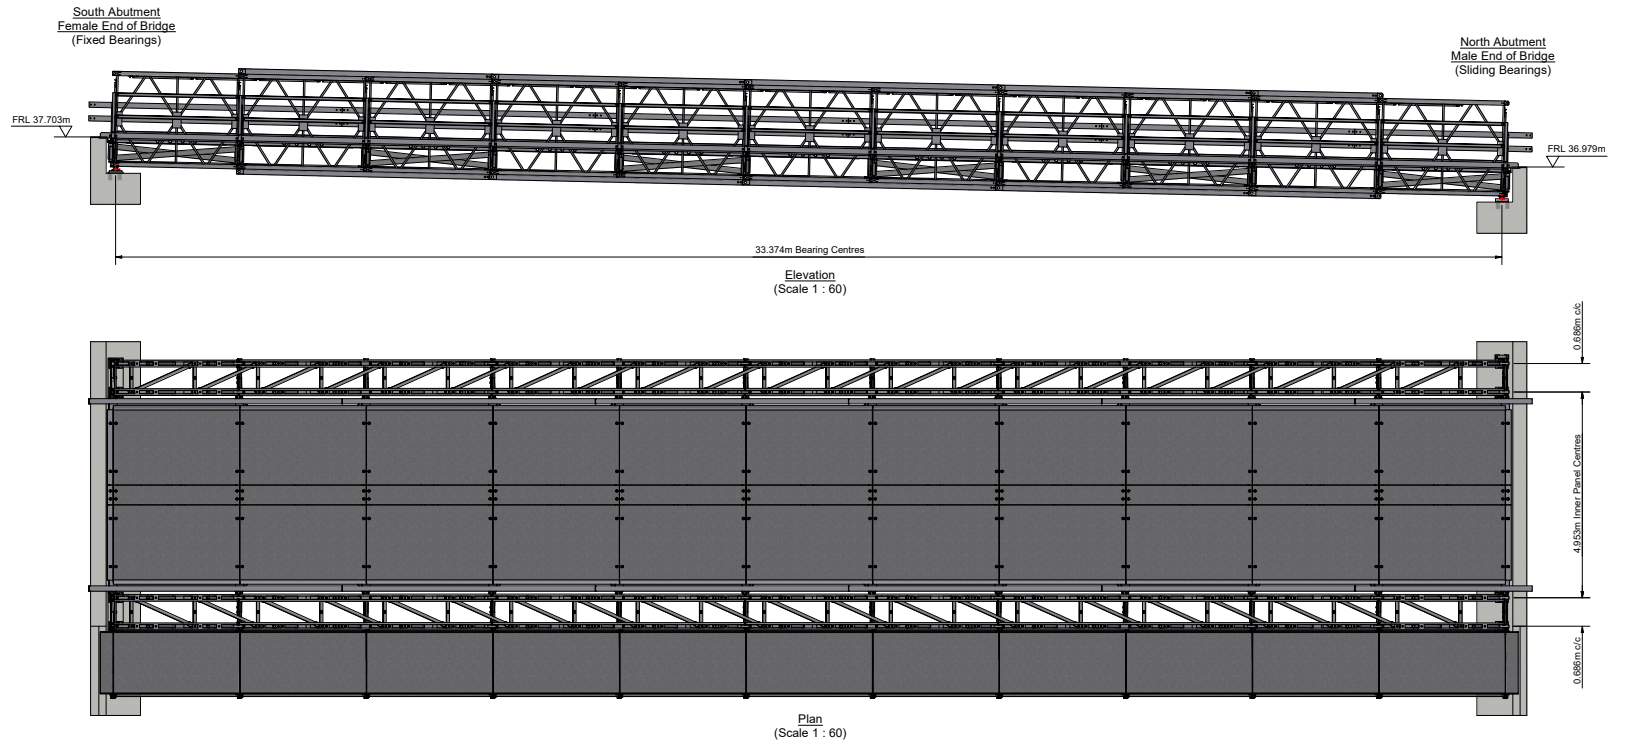 South Abutment
Female End of Bridge
(Fixed Bearings)
North Abutment
Male End of Bridge
(Sliding Bearings)
FRL 37.703m
FRL 36.979m
33.374m Bearing Centres
Elevation
(Scale 1 : 60)
0.686m c/c
4.953m Inner Panel Centres
0.686m c/c
Plan
(Scale 1 : 60)